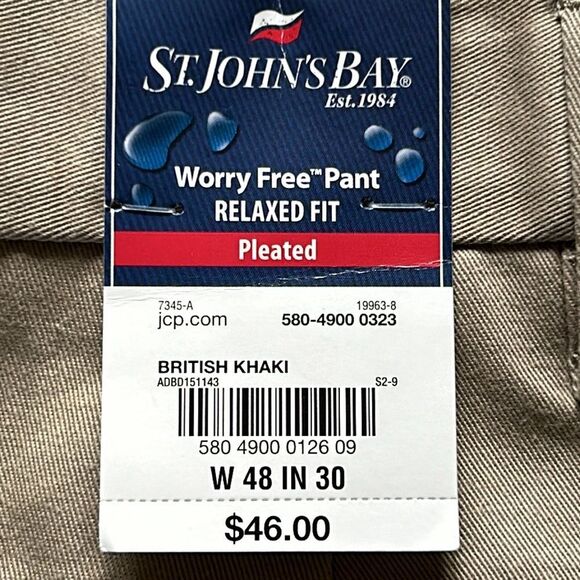 ST. JOHN'S BAY®
Est. 1984
Worry Free™ Pant
RELAXED FIT
Pleated
7345-A 19963-8
jcp.com 580-4900 0323
BRITISH KHAKI
ADBD151143 S2-9
580 4900 0126 09
W 48 IN 30
$46.00